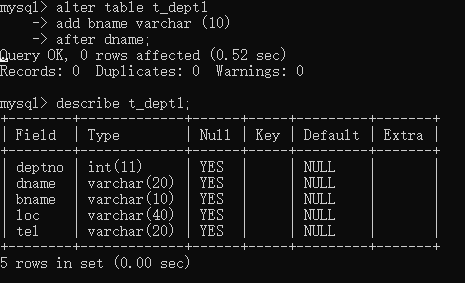 mysql> alter table t_dept1
    -> add bname varchar (10)
    -> after dname;
Query OK, 0 rows affected (0.52 sec)
Records: 0  Duplicates: 0  Warnings: 0
mysql> describe t_dept1;
+--------+-------------+------+-----+---------+-------+
| Field  | Type        | Null | Key | Default | Extra |
+--------+-------------+------+-----+---------+-------+
| deptno | int(11)     | YES  |     | NULL    |       |
| dname  | varchar(20) | YES  |     | NULL    |       |
| bname  | varchar(10) | YES  |     | NULL    |       |
| loc    | varchar(40) | YES  |     | NULL    |       |
| tel    | varchar(20) | YES  |     | NULL    |       |
+--------+-------------+------+-----+---------+-------+
5 rows in set (0.00 sec)